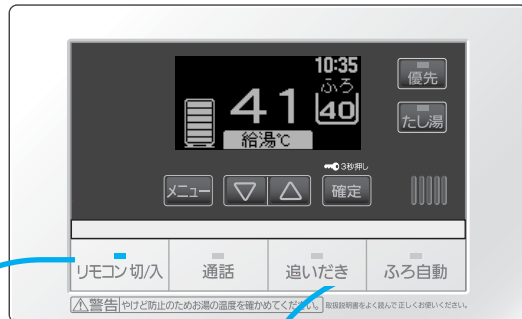 10:35
優先
ふろ
41
40
たし湯
給湯℃
3秒押し
メニュー
▽
△
確定
リモコン切/入
通話
追いだき
ふろ自動
⚠警告 やけど防止のためお湯の温度を確かめてください。 取扱説明書をよく読んで正しくお使いください。